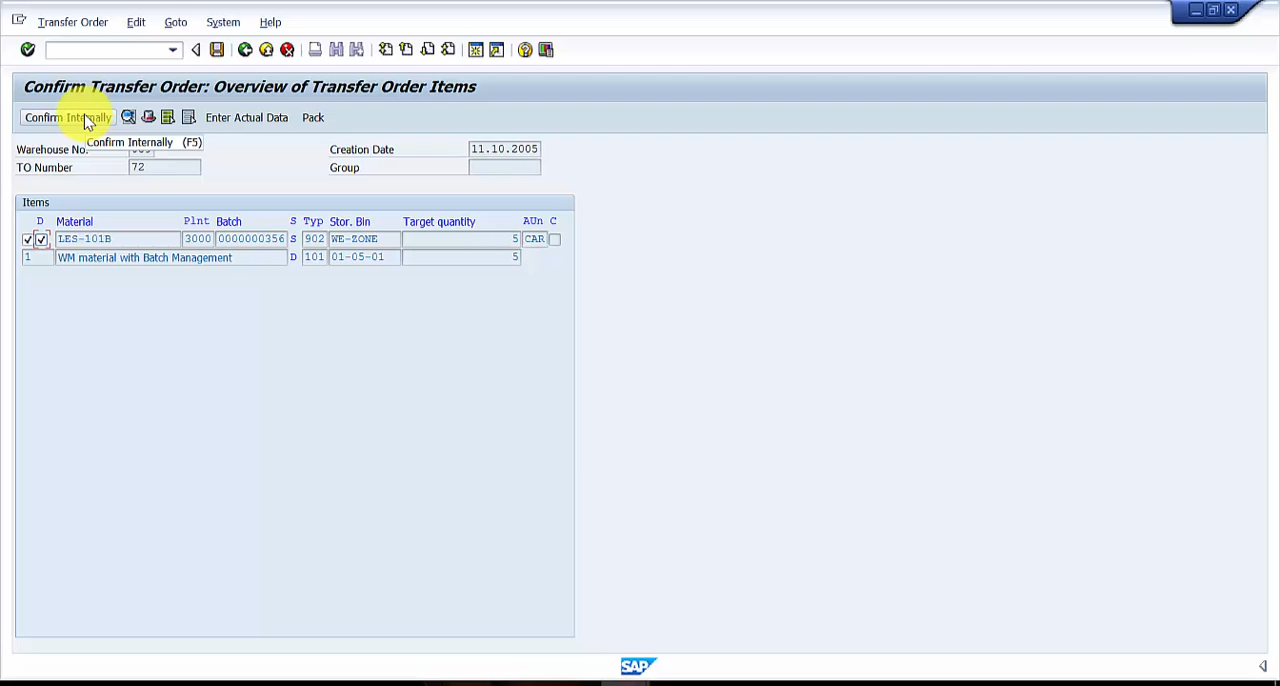 Transfer Order Edit Goto System Help
Confirm Transfer Order: Overview of Transfer Order Items
Confirm Internally Enter Actual Data Pack
Confirm Internally (F5)
Warehouse No. Creation Date 11.10.2005
TO Number 72 Group
Items
D Material Plnt Batch S Typ Stor. Bin Target quantity AUn C
LES-101B 3000 0000000356 S 902 WE-ZONE 5 CAR
1 WM material with Batch Management D 101 01-05-01 5
SAP